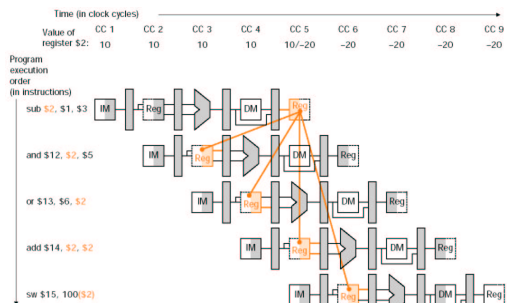 Time (in clock cycles)
CC 1 CC 2 CC 3 CC 4 CC 5 CC 6 CC 7 CC 8 CC 9
Value of
register $2: 10 10 10 10 10/–20 –20 –20 –20 –20
Program
execution
order
(in instructions)
sub $2, $1, $3 IM Reg DM Reg
and $12, $2, $5 IM Reg DM Reg
or $13, $6, $2 IM Reg DM Reg
add $14, $2, $2 IM Reg DM Reg
sw $15, 100($2) IM Reg DM Reg